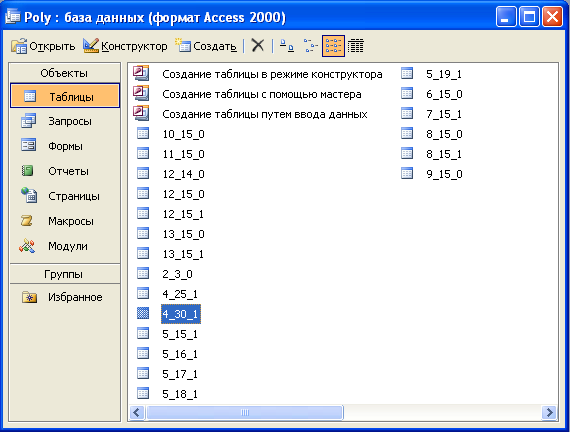 Poly : база данных (формат Access 2000)
Открыть Конструктор Создать
Объекты
Таблицы
Запросы
Формы
Отчеты
Страницы
Макросы
Модули
Группы
Избранное
Создание таблицы в режиме конструктора
Создание таблицы с помощью мастера
Создание таблицы путем ввода данных
10_15_0
11_15_0
12_14_0
12_15_0
12_15_1
13_15_0
13_15_1
2_3_0
4_25_1
4_30_1
5_15_1
5_16_1
5_17_1
5_18_1
5_19_1
6_15_0
7_15_1
8_15_0
8_15_1
9_15_0